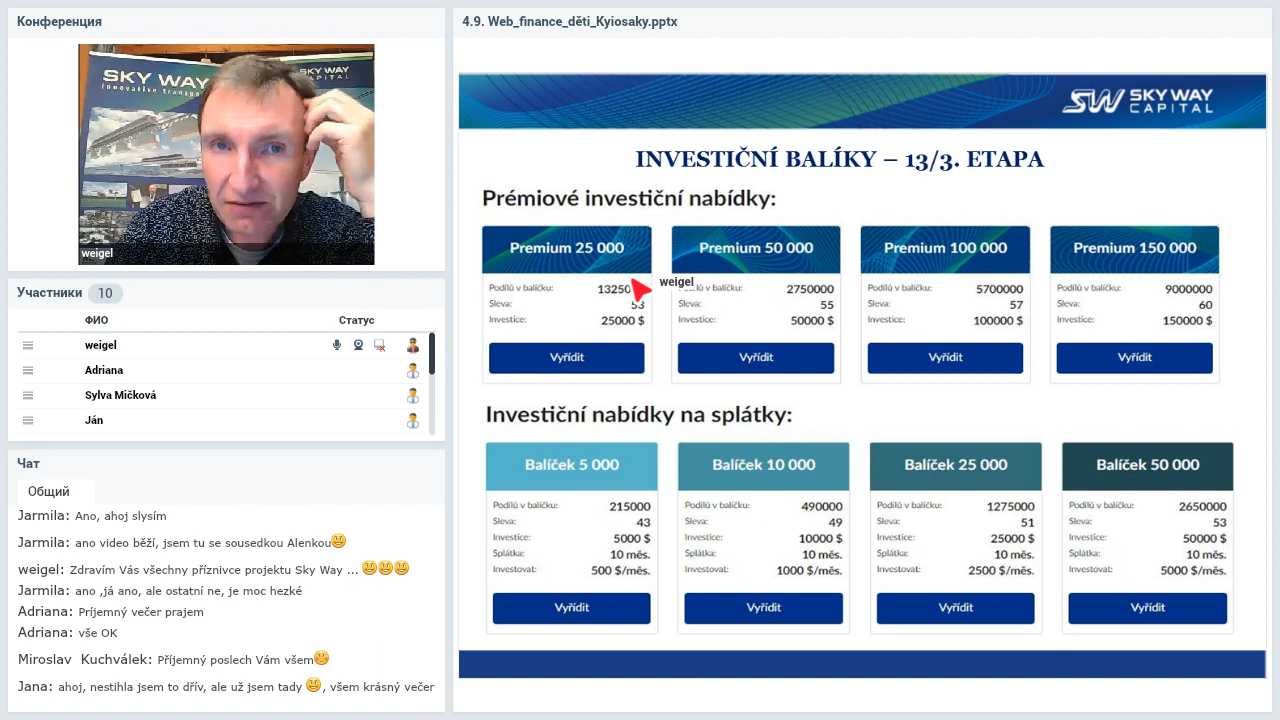 Конференция
SKY WAY
CAPITAL
Innovative transpo
SKY WAY
CAPITAL
weigel
Участники 10
ФИО Статус
weigel
Adriana
Sylva Mičková
Ján
Чат
Общий
Jarmila: Ano, ahoj slysím
Jarmila: ano video běží, jsem tu se sousedkou Alenkou
weigel: Zdravím Vás všechny příznivce projektu Sky Way ...
Jarmila: ano ,já ano, ale ostatní ne, je moc hezké
Adriana: Príjemný večer prajem
Adriana: vše OK
Miroslav Kuchválek: Příjemný poslech Vám všem
Jana: ahoj, nestihla jsem to dřív, ale už jsem tady , všem krásný večer
4.9. Web_finance_děti_Kyiosaky.pptx
SW SKY WAY
CAPITAL
INVESTIČNÍ BALÍKY – 13/3. ETAPA
Prémiové investiční nabídky:
Premium 25 000
Podílů v balíčku: 13250
Sleva: 53
Investice: 25000 $
Vyřídit
weigel
Premium 50 000
Podílů v balíčku: 2750000
Sleva: 55
Investice: 50000 $
Vyřídit
Premium 100 000
Podílů v balíčku: 5700000
Sleva: 57
Investice: 100000 $
Vyřídit
Premium 150 000
Podílů v balíčku: 9000000
Sleva: 60
Investice: 150000 $
Vyřídit
Investiční nabídky na splátky:
Balíček 5 000
Podílů v balíčku: 215000
Sleva: 43
Investice: 5000 $
Splátka: 10 měs.
Investovat: 500 $/měs.
Vyřídit
Balíček 10 000
Podílů v balíčku: 490000
Sleva: 49
Investice: 10000 $
Splátka: 10 měs.
Investovat: 1000 $/měs.
Vyřídit
Balíček 25 000
Podílů v balíčku: 1275000
Sleva: 51
Investice: 25000 $
Splátka: 10 měs.
Investovat: 2500 $/měs.
Vyřídit
Balíček 50 000
Podílů v balíčku: 2650000
Sleva: 53
Investice: 50000 $
Splátka: 10 měs.
Investovat: 5000 $/měs.
Vyřídit